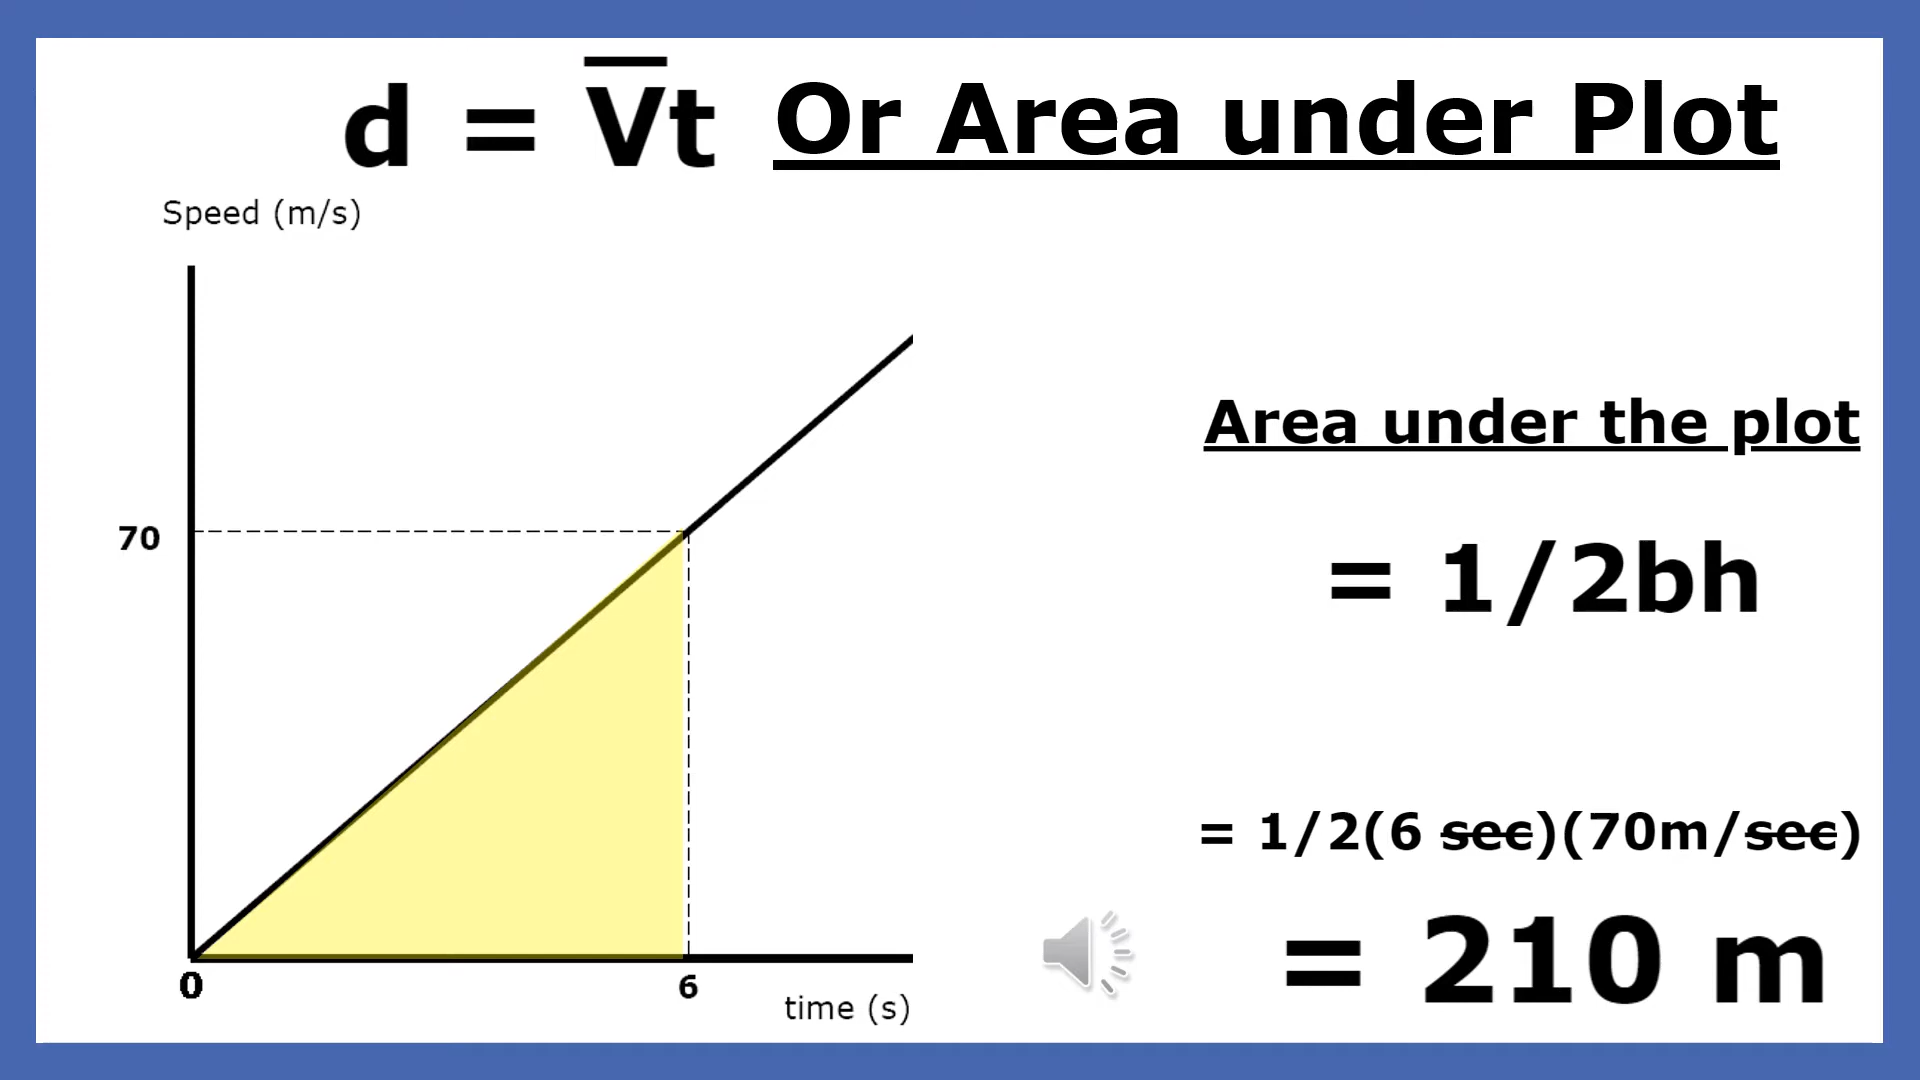 d = V̅t Or Area under Plot
Speed (m/s)
Area under the plot
70
= 1/2bh
= 1/2(6 sec)(70m/sec)
= 210 m
0
6
time (s)